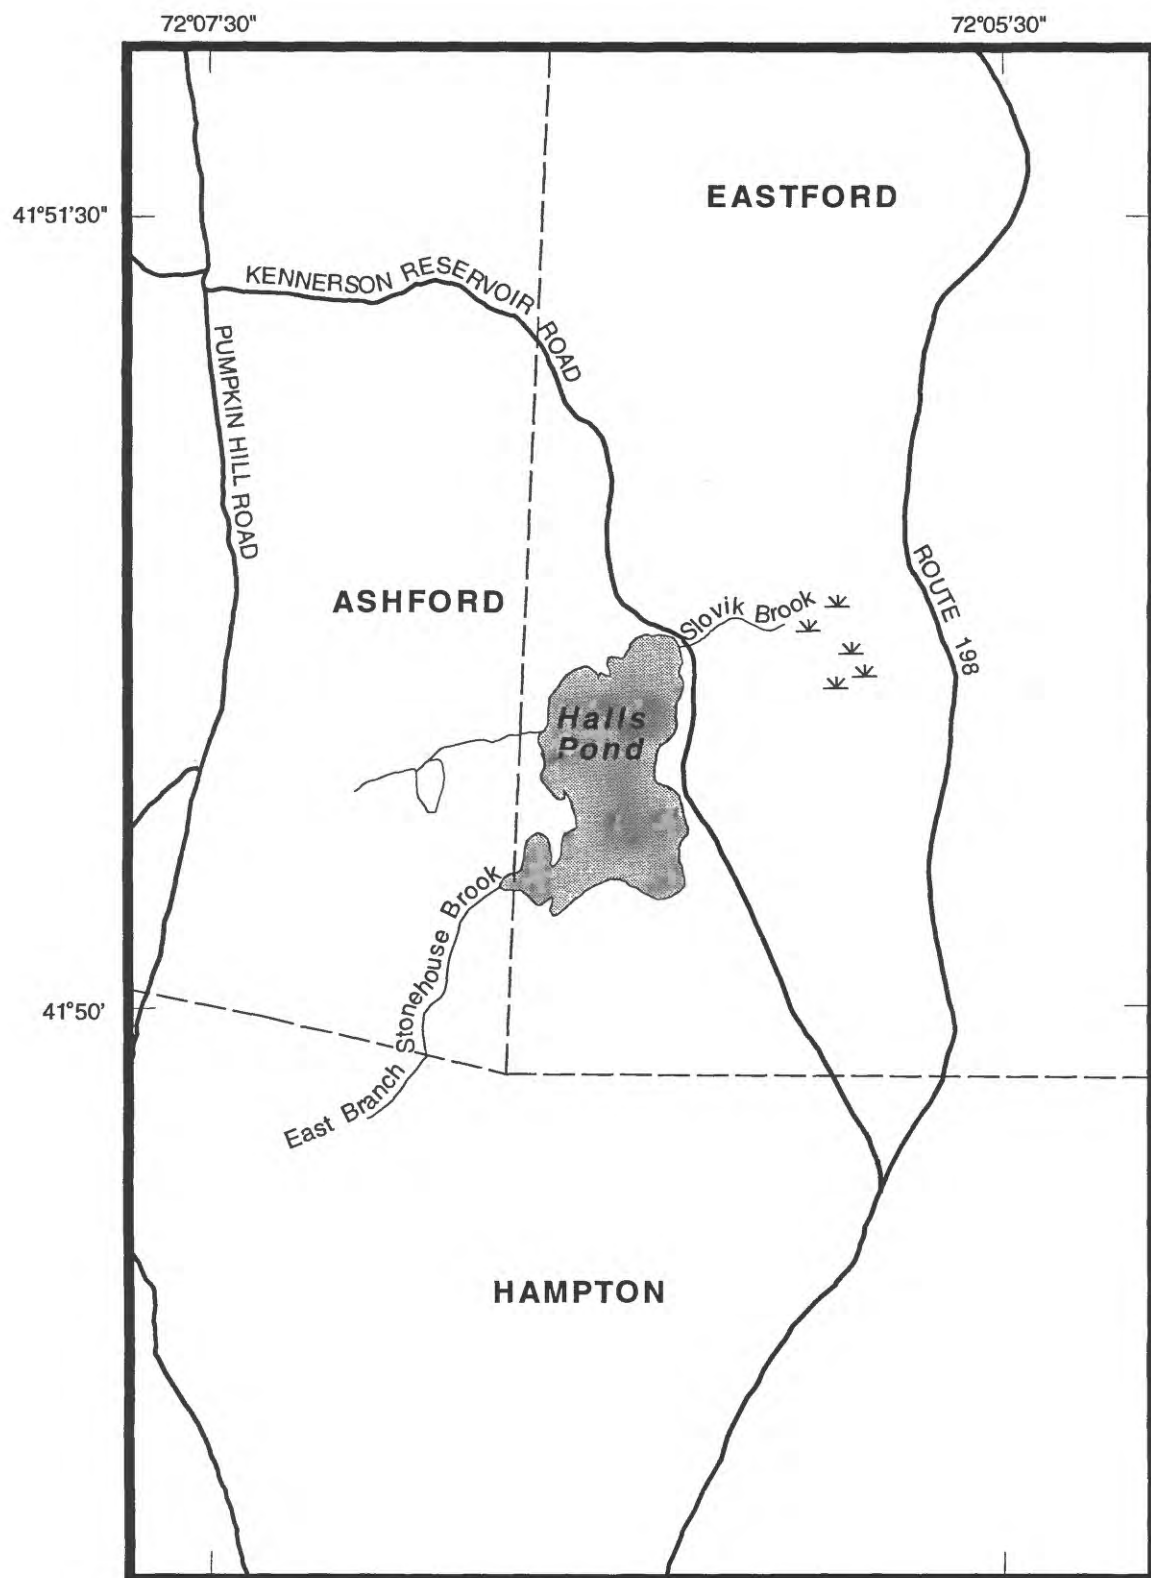 72°07'30"
72°05'30"
EASTFORD
41°51'30"
KENNERSON RESERVOIR ROAD
PUMPKIN HILL ROAD
ROUTE 198
ASHFORD
Slovik Brook
Halls
Pond
East Branch Stonehouse Brook
41°50'
HAMPTON